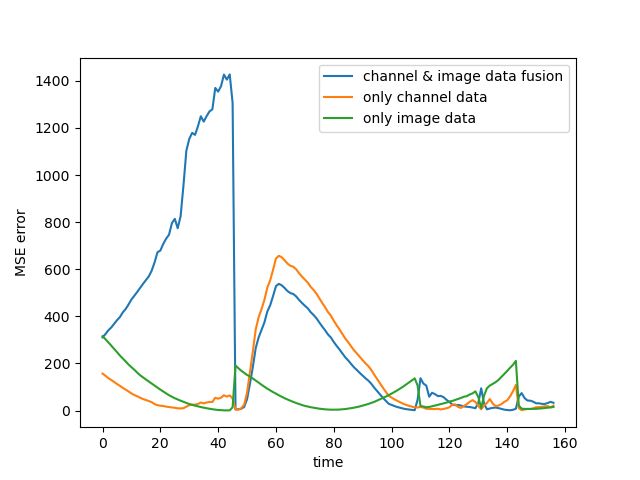 channel & image data fusion
only channel data
only image data
MSE error
1400
1200
1000
800
600
400
200
0
0 20 40 60 80 100 120 140 160
time